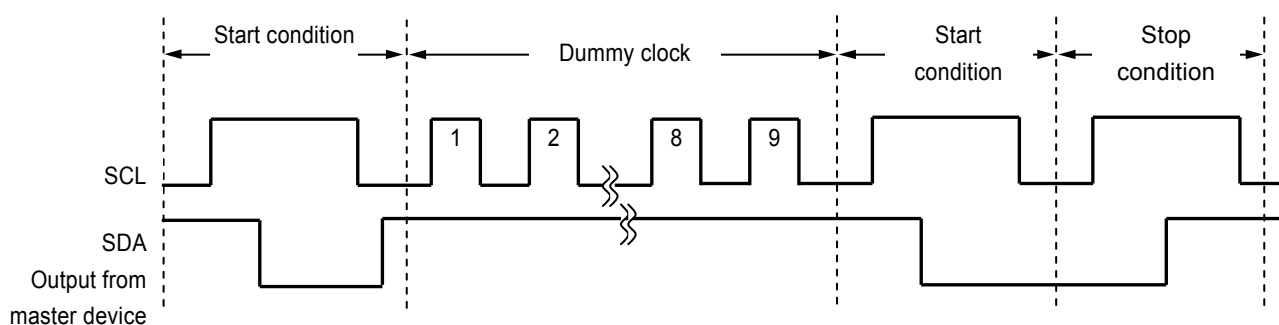 Start condition
Dummy clock
Start
condition
Stop
condition
1
2
8
9
SCL
SDA
Output from
master device